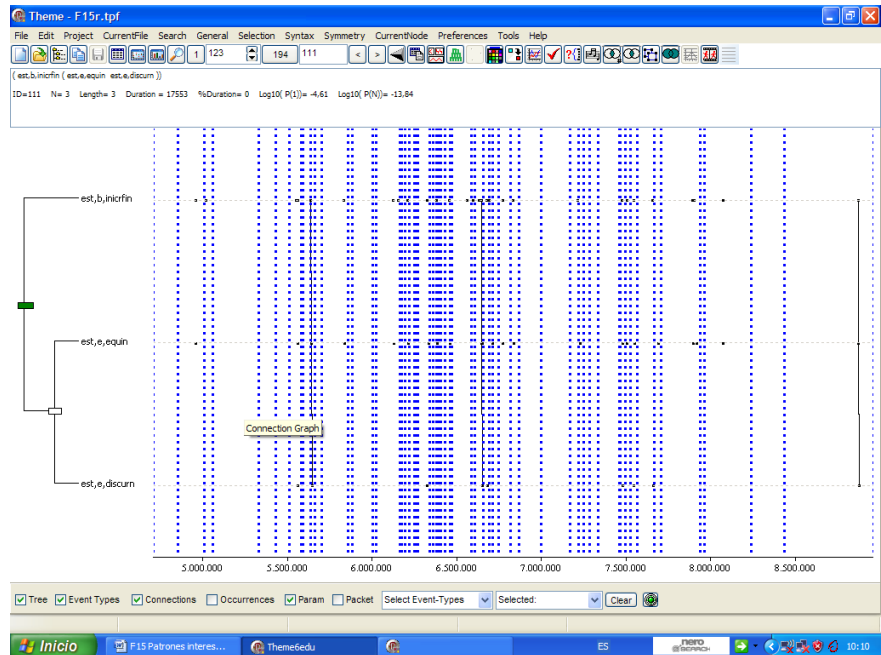 Theme - F15r.tpf
File Edit Project CurrentFile Search General Selection Syntax Symmetry CurrentNode Preferences Tools Help
1 123 194 111 < >
( est,b,inicrfin ( est,e,equin est,e,discurn ))
ID=111 N= 3 Length= 3 Duration = 17553 %Duration= 0 Log10( P(1))= -4,61 Log10( P(N))= -13,84
est,b,inicrfin
est,e,equin
Connection Graph
est,e,discurn
5.000.000 5.500.000 6.000.000 6.500.000 7.000.000 7.500.000 8.000.000 8.500.000
Tree Event Types Connections Occurrences Param Packet Select Event-Types Selected: Clear
Inicio F15 Patrones interes... Theme6edu ES nero SEARCH 10:10